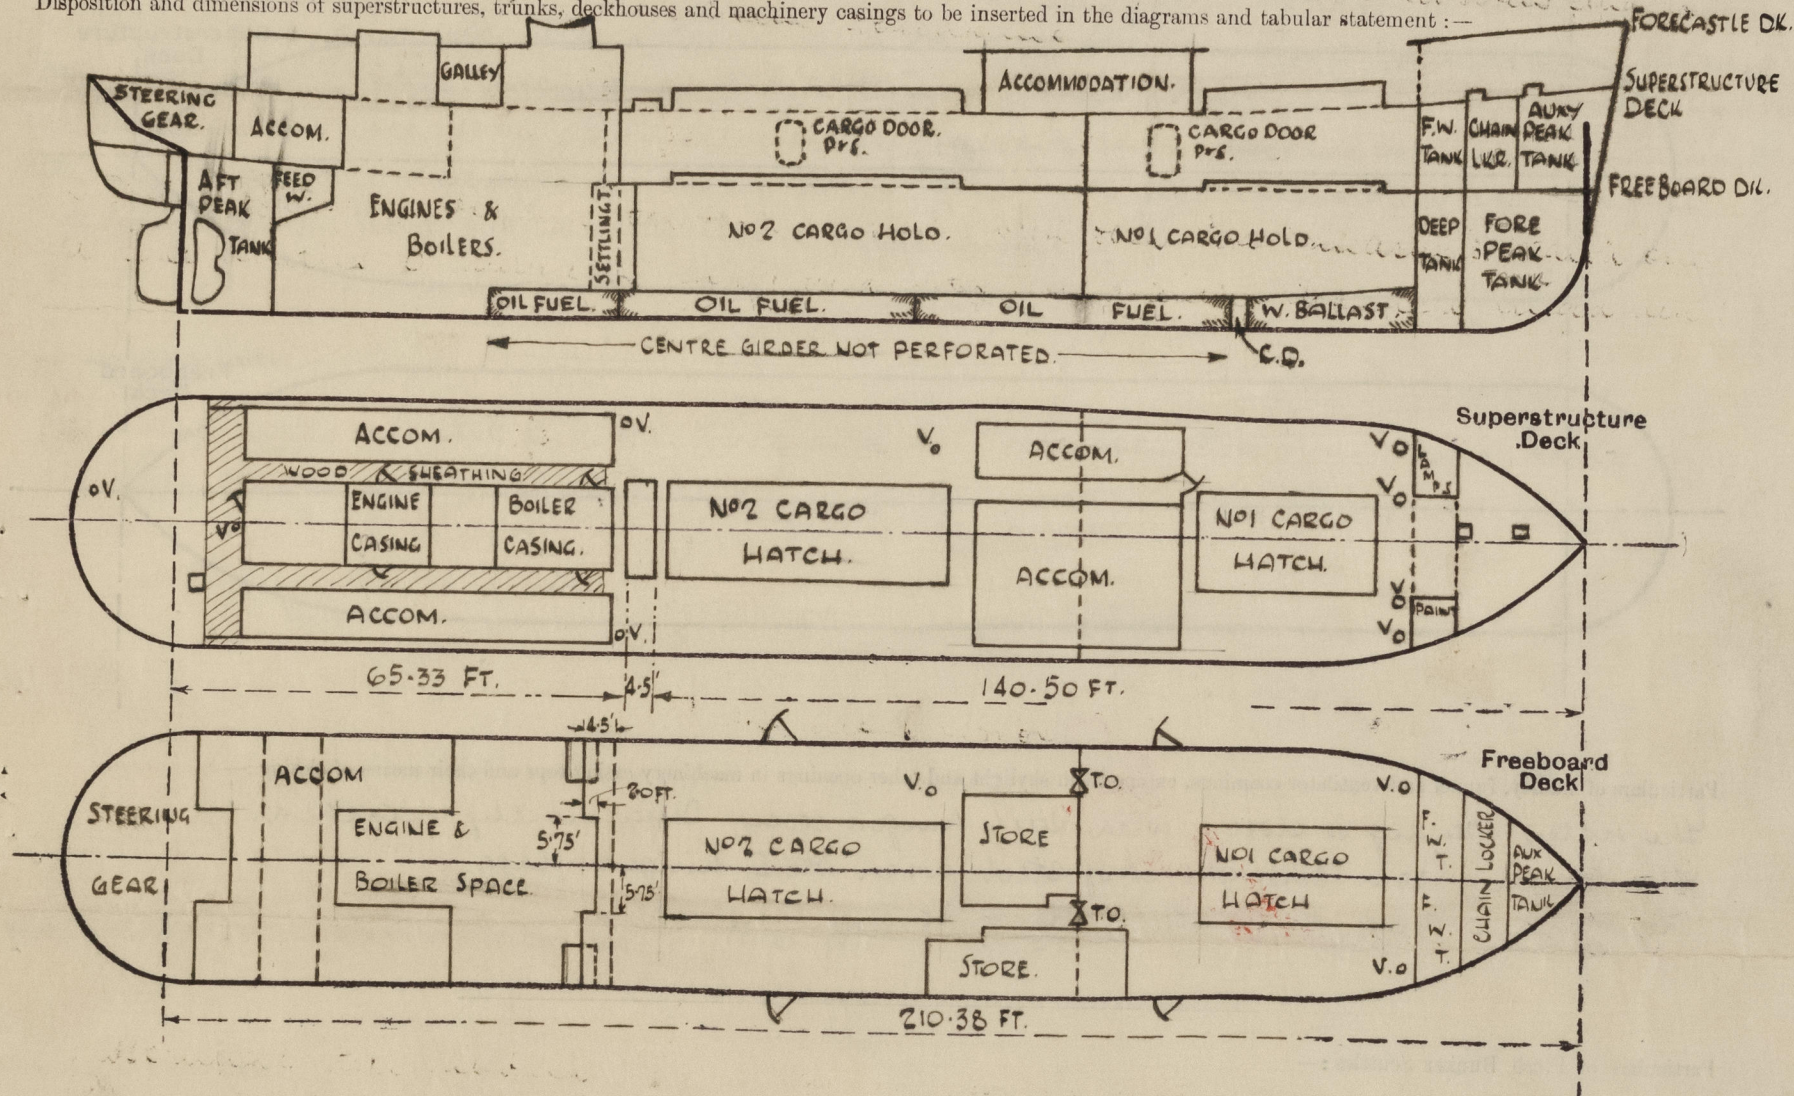 Disposition and dimensions of superstructures, trunks, deckhouses and machinery casings to be inserted in the diagrams and tabular statement :—
FORECASTLE DK.
SUPERSTRUCTURE
DECK
FREEBOARD DK.
STEERING
GEAR.
ACCOM.
GALLEY
ACCOMMODATION.
CARGO DOOR.
P&S.
CARGO DOOR
P&S.
F.W.
TANK
CHAIN
LKR.
AUXY
PEAK
TANK
AFT
PEAK
TANK
FEED
W.
ENGINES &
BOILERS.
SETTLING T
No2 CARGO HOLD.
No1 CARGO HOLD
DEEP
TANK
FORE
PEAK
TANK.
OIL FUEL.
OIL FUEL.
OIL FUEL.
W. BALLAST.
CENTRE GIRDER NOT PERFORATED.
C.D.
Superstructure
Deck
ACCOM.
V.
V.
ACCOM.
V
LAMPS
WOOD SHEATHING
V.
V
ENGINE
CASING
BOILER
CASING.
No2 CARGO
HATCH.
No1 CARGO
HATCH.
V
ACCOM.
V
PAINT
ACCOM.
V.
V
65.33 FT.
4.5'
140.50 FT.
4.5'
Freeboard
Deck
ACCOM
STEERING
GEAR
20FT.
5.75'
5.75'
ENGINE &
BOILER SPACE.
V.
T.O.
V.
No2 CARGO
HATCH.
STORE
No1 CARGO
HATCH
F.
W.
T.
F.
W.
T.
CHAIN LOCKER
AUX
PEAK
TANK
T.O.
STORE.
V.
210.38 FT.